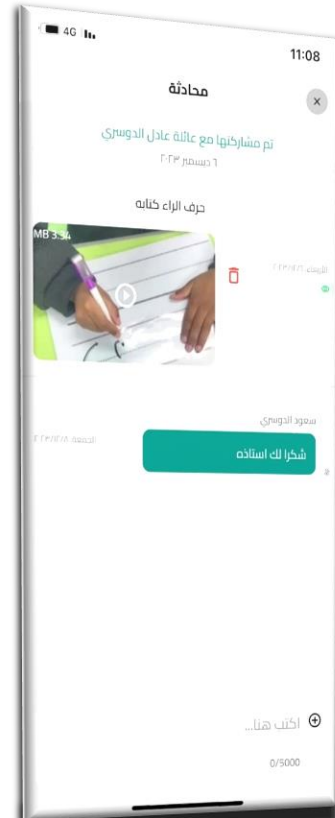 4G
11:08
محادثة
تم مشاركتها مع عائلة عادل الدوسري
٦ ديسمبر ٢٠٢٣
حرف الراء كتابه
MB 3.34
سعود الدوسري
شكرا لك استاذه
اكتب هنا...
0/5000